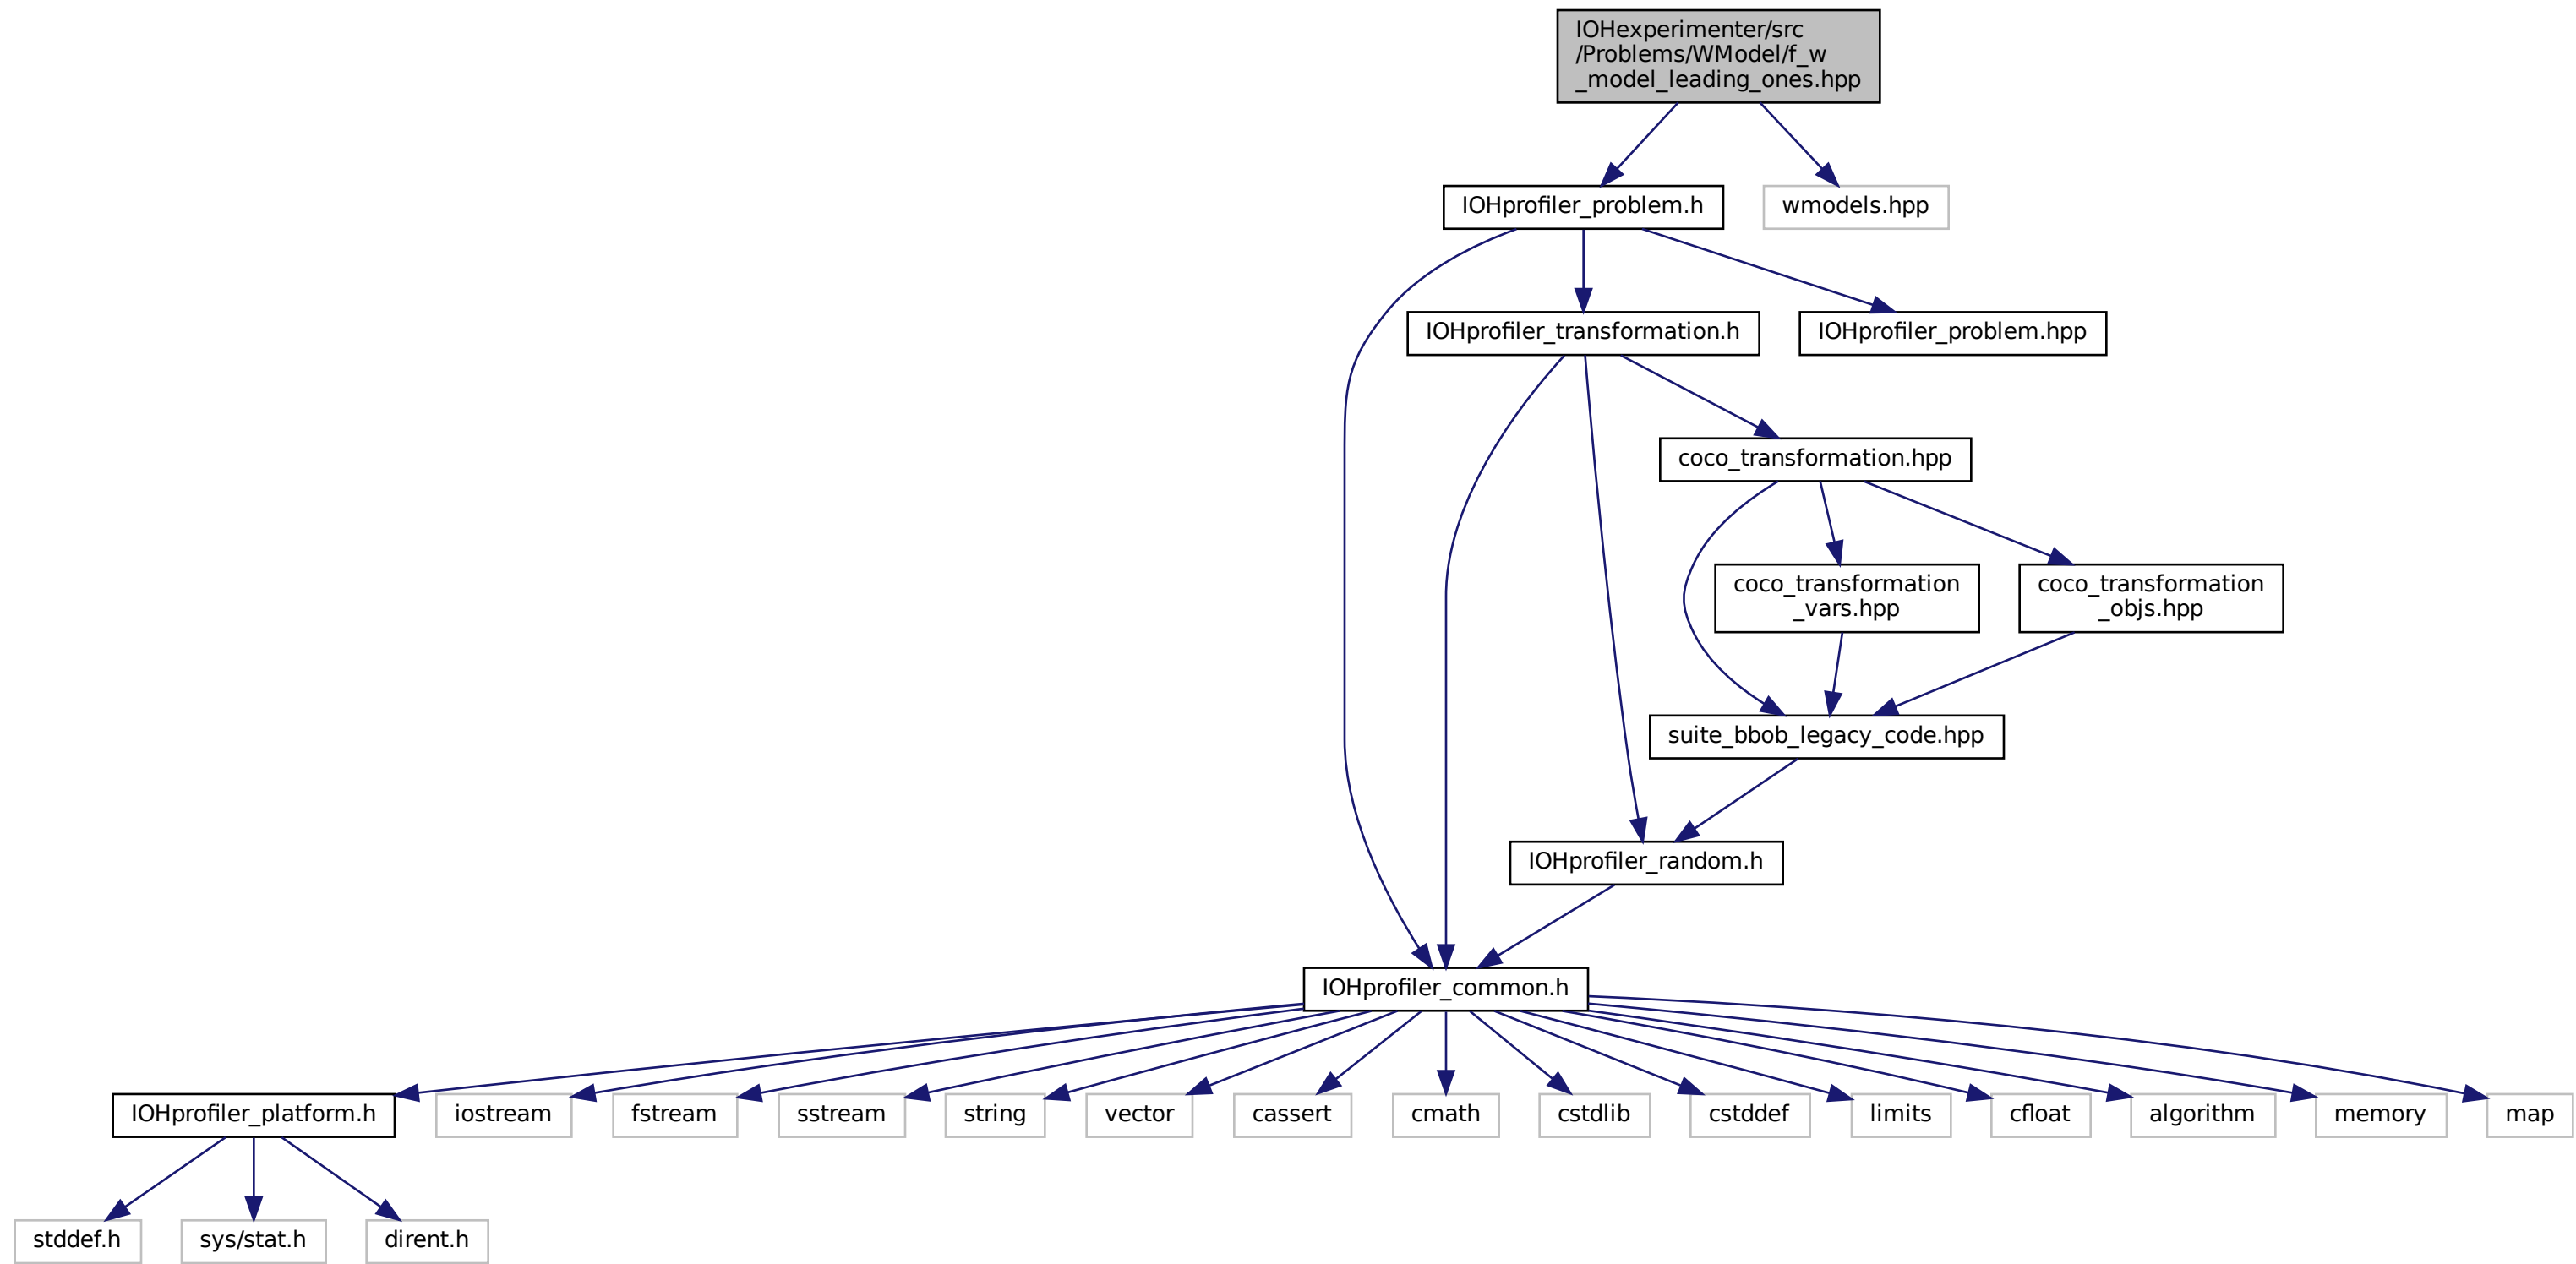 IOHexperimenter/src
/Problems/WModel/f_w
_model_leading_ones.hpp
IOHprofiler_problem.h
wmodels.hpp
IOHprofiler_transformation.h
IOHprofiler_problem.hpp
coco_transformation.hpp
coco_transformation
_vars.hpp
coco_transformation
_objs.hpp
suite_bbob_legacy_code.hpp
IOHprofiler_random.h
IOHprofiler_common.h
IOHprofiler_platform.h
iostream
fstream
sstream
string
vector
cassert
cmath
cstdlib
cstddef
limits
cfloat
algorithm
memory
map
stddef.h
sys/stat.h
dirent.h